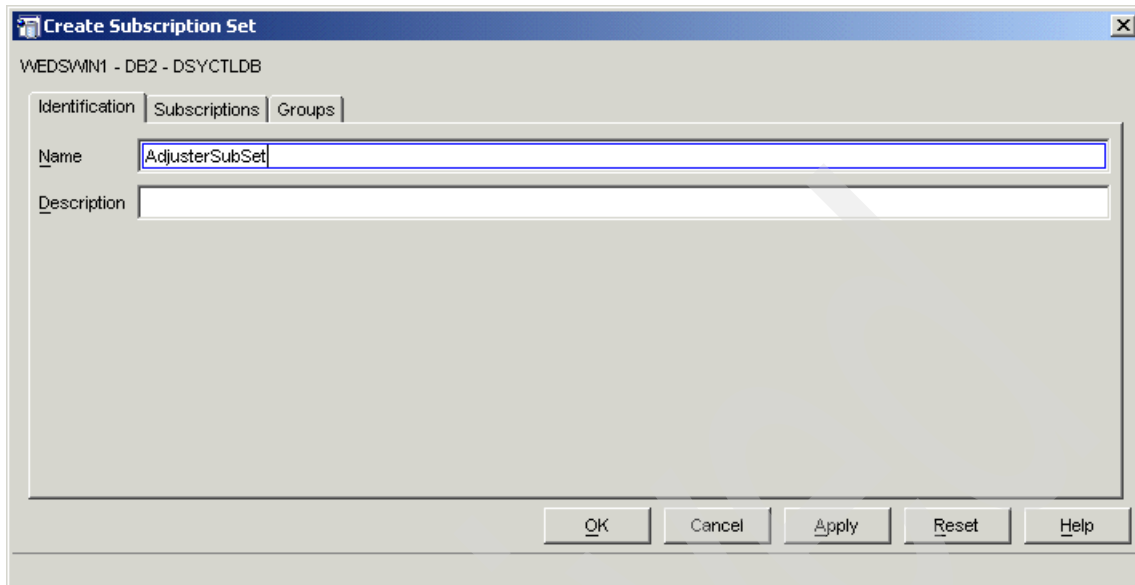 Create Subscription Set
WEDSWIN1 - DB2 - DSYCTLDB
Identification Subscriptions Groups
Name AdjusterSubSet
Description
OK Cancel Apply Reset Help